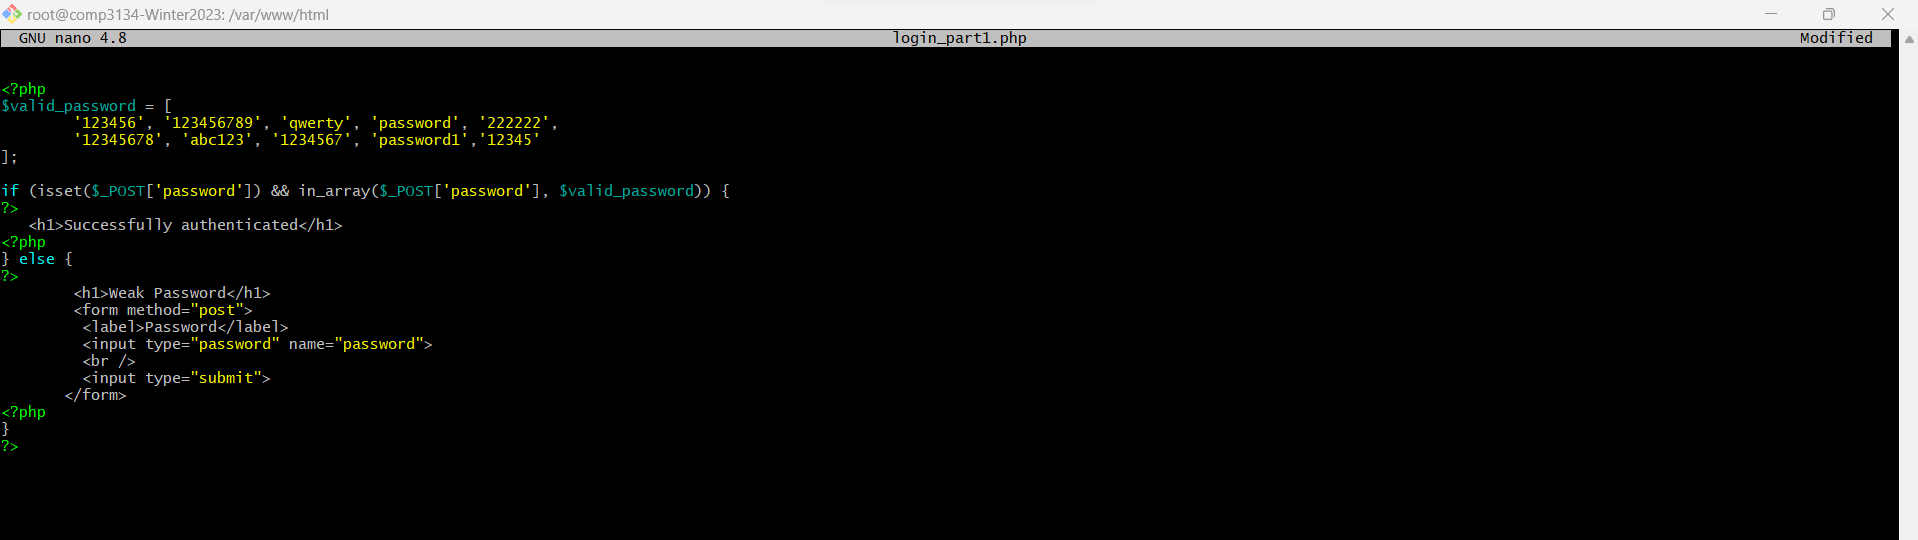 root@comp3134-Winter2023: /var/www/html
GNU nano 4.8 login_part1.php Modified
<?php
$valid_password = [
'123456', '123456789', 'qwerty', 'password', '222222',
'12345678', 'abc123', '1234567', 'password1','12345'
];
if (isset($_POST['password']) && in_array($_POST['password'], $valid_password)) {
?>
<h1>Successfully authenticated</h1>
<?php
} else {
?>
<h1>Weak Password</h1>
<form method="post">
<label>Password</label>
<input type="password" name="password">
<br />
<input type="submit">
</form>
<?php
}
?>